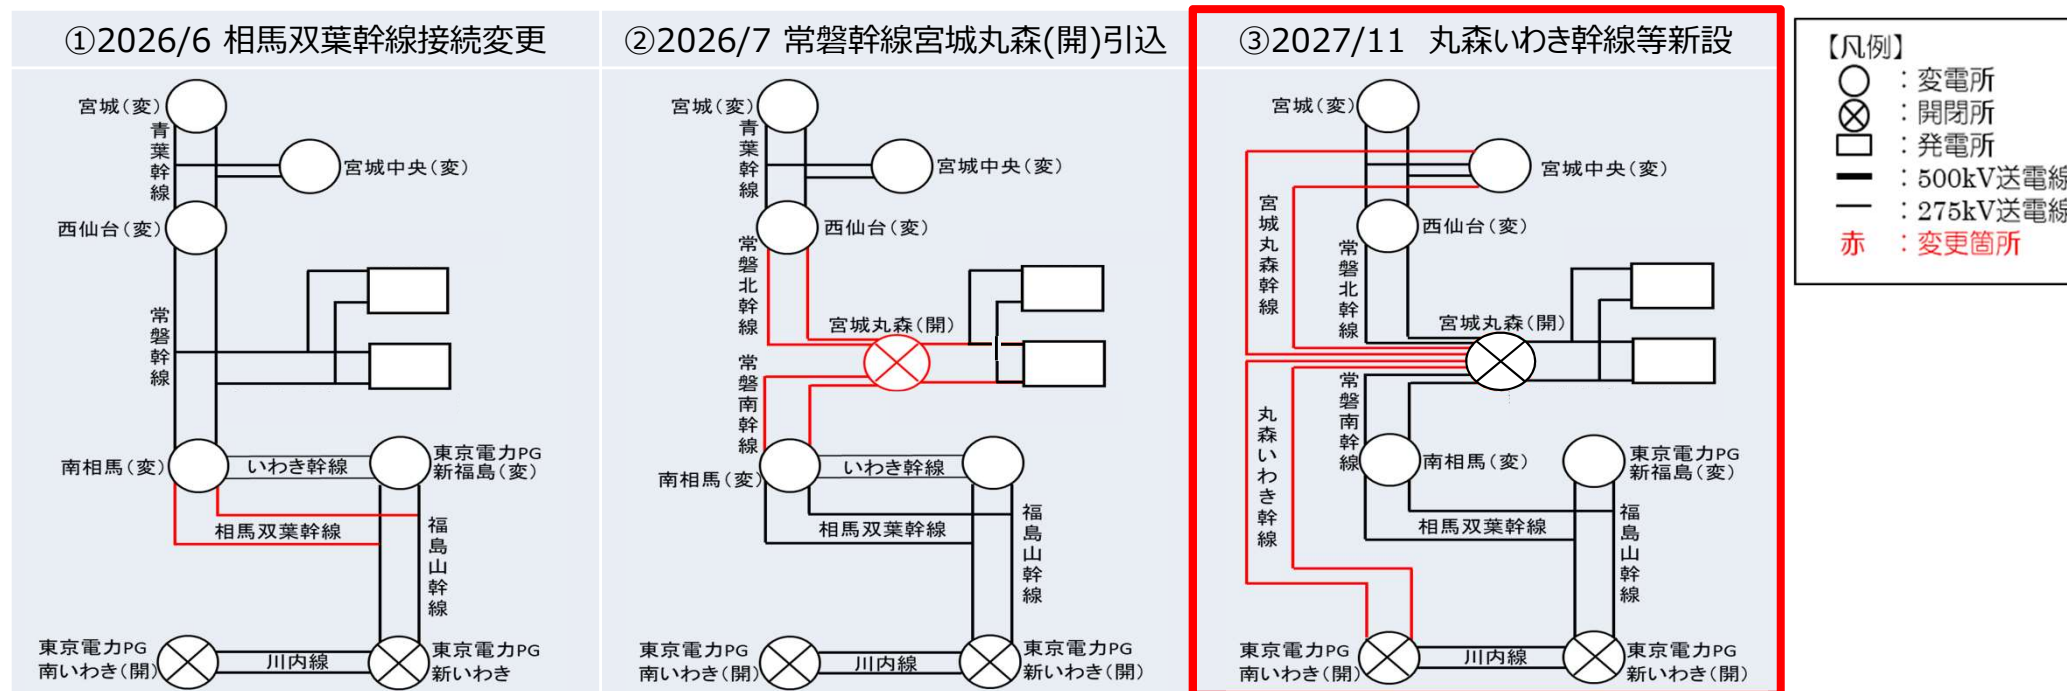 ①2026/6 相馬双葉幹線接続変更
宮城(変)
青葉幹線
宮城中央(変)
西仙台(変)
常磐幹線
南相馬(変)
いわき幹線
東京電力PG
新福島(変)
相馬双葉幹線
福島山幹線
東京電力PG
南いわき(開)
川内線
東京電力PG
新いわき
②2026/7 常磐幹線宮城丸森(開)引込
宮城(変)
青葉幹線
宮城中央(変)
西仙台(変)
常磐北幹線
宮城丸森(開)
常磐南幹線
南相馬(変)
いわき幹線
相馬双葉幹線
福島山幹線
東京電力PG
南いわき(開)
川内線
東京電力PG
新いわき(開)
③2027/11 丸森いわき幹線等新設
宮城(変)
宮城中央(変)
宮城丸森幹線
西仙台(変)
常磐北幹線
宮城丸森(開)
丸森いわき幹線
常磐南幹線
南相馬(変)
東京電力PG
新福島(変)
相馬双葉幹線
福島山幹線
東京電力PG
南いわき(開)
川内線
東京電力PG
新いわき(開)
【凡例】
：変電所
：開閉所
：発電所
：500kV送電線
：275kV送電線
赤 ：変更箇所